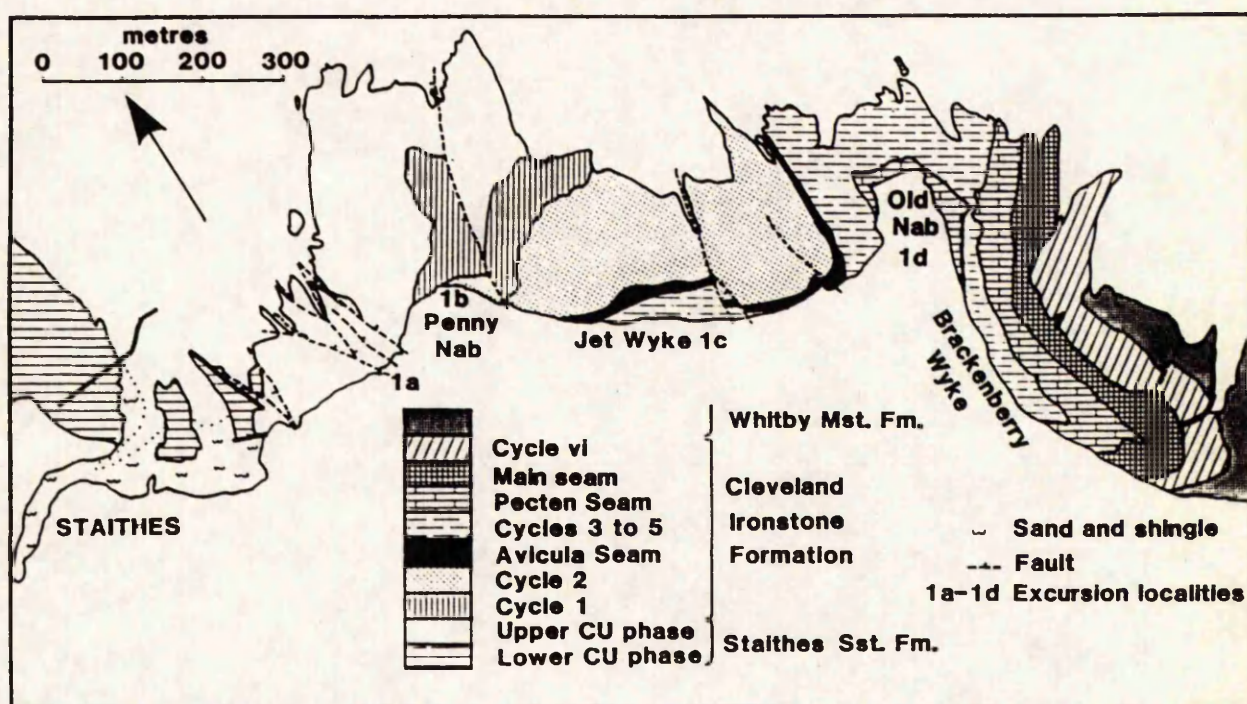 metres
0 100 200 300
Old
Nab
1d
1b
Penny
Nab
Jet Wyke 1c
1a
Brackenberry
Wyke
STAITHES
Whitby Mst. Fm.
Cycle vi
Main seam
Pecten Seam
Cycles 3 to 5
Avicula Seam
Cycle 2
Cycle 1
Upper CU phase
Lower CU phase
Cleveland
Ironstone
Formation
Staithes Sst. Fm.
Sand and shingle
Fault
1a-1d Excursion localities